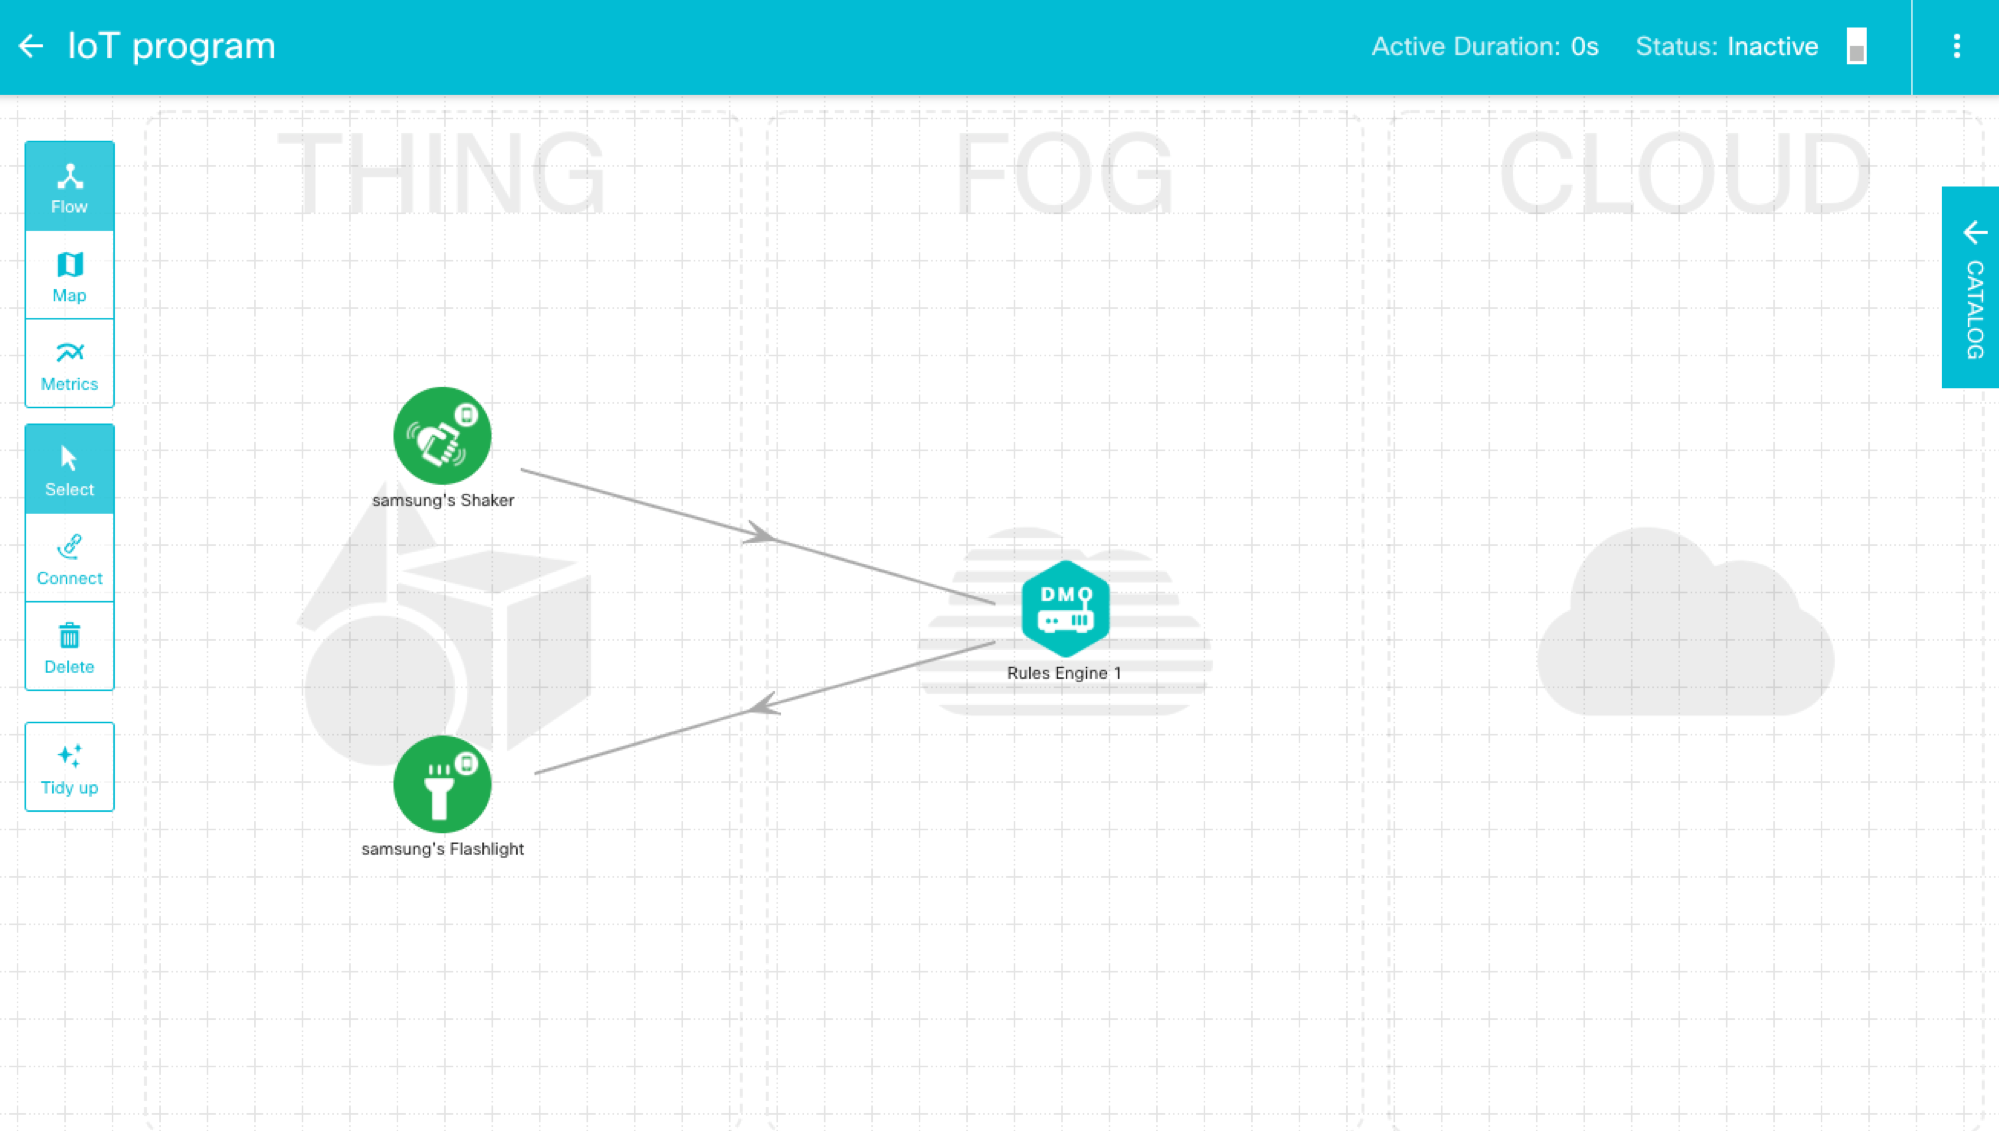 IoT program
Active Duration: 0s Status: Inactive
THING FOG CLOUD
Flow
Map
Metrics
Select
Connect
Delete
Tidy up
CATALOG
samsung's Shaker
DMO
Rules Engine 1
samsung's Flashlight